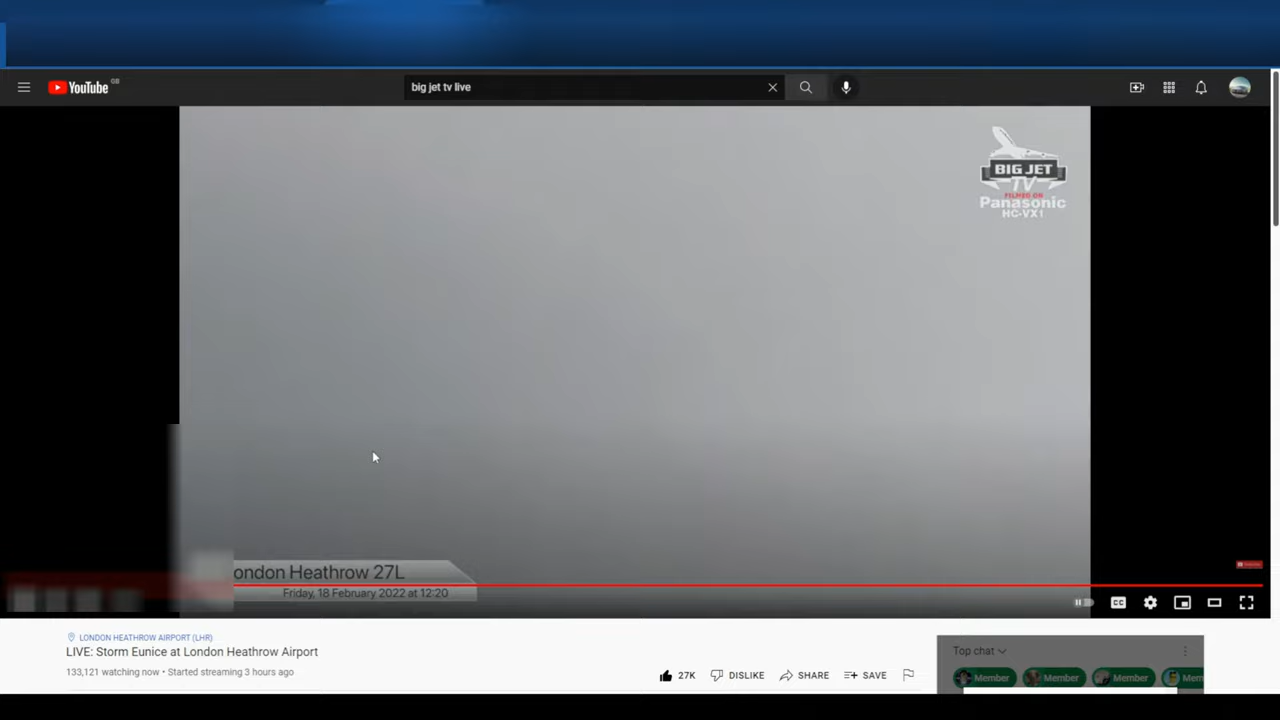 YouTube GB
big jet tv live
BIG JET
TV
FILMED ON
Panasonic
HC-VX1
ondon Heathrow 27L
Friday, 18 February 2022 at 12:20
CC
LONDON HEATHROW AIRPORT (LHR)
LIVE: Storm Eunice at London Heathrow Airport
133,121 watching now • Started streaming 3 hours ago
27K DISLIKE SHARE SAVE
Top chat
Member Member Member Mem